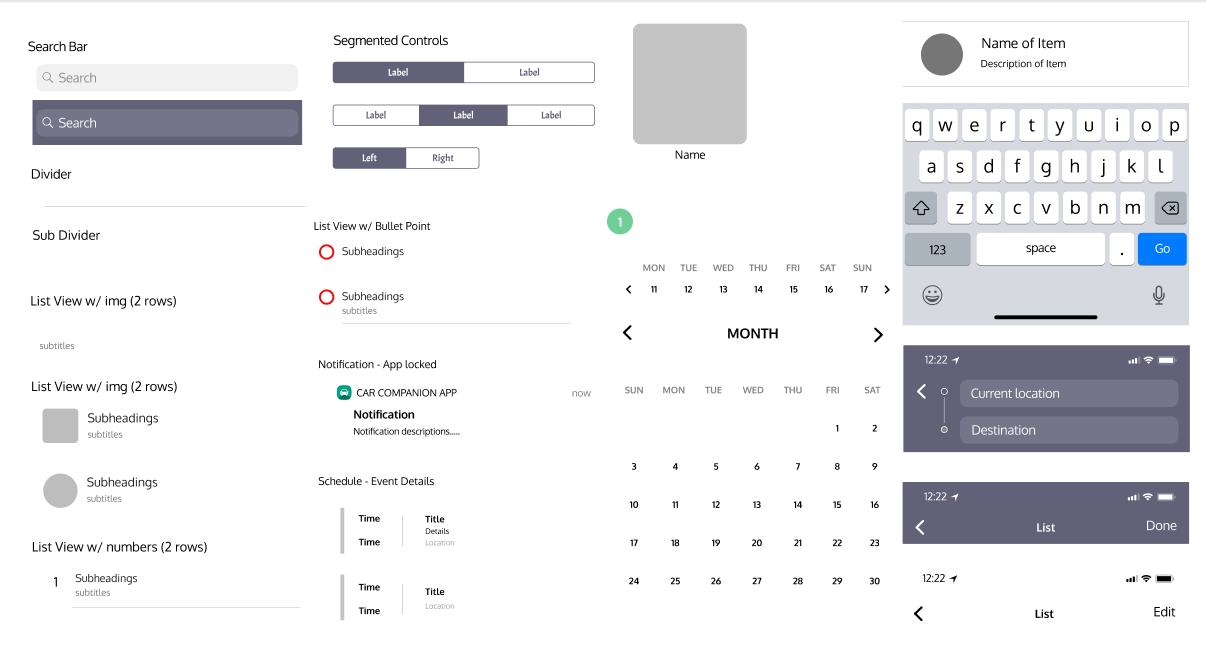 Search Bar
Search
Search
Divider
Sub Divider
List View w/ img (2 rows)
subtitles
List View w/ img (2 rows)
Subheadings
subtitles
Subheadings
subtitles
List View w/ numbers (2 rows)
1 Subheadings
subtitles
Segmented Controls
Label Label
Label Label Label
Left Right
List View w/ Bullet Point
Subheadings
Subheadings
subtitles
Notification - App locked
CAR COMPANION APP now
Notification
Notification descriptions.....
Schedule - Event Details
Time Title
Details
Time Location
Time Title
Time Location
Name
1
MON TUE WED THU FRI SAT SUN
11 12 13 14 15 16 17
MONTH
SUN MON TUE WED THU FRI SAT
1 2
3 4 5 6 7 8 9
10 11 12 13 14 15 16
17 18 19 20 21 22 23
24 25 26 27 28 29 30
Name of Item
Description of Item
q w e r t y u i o p
a s d f g h j k l
z x c v b n m
123 space . Go
12:22
Current location
Destination
12:22
List Done
12:22
List Edit